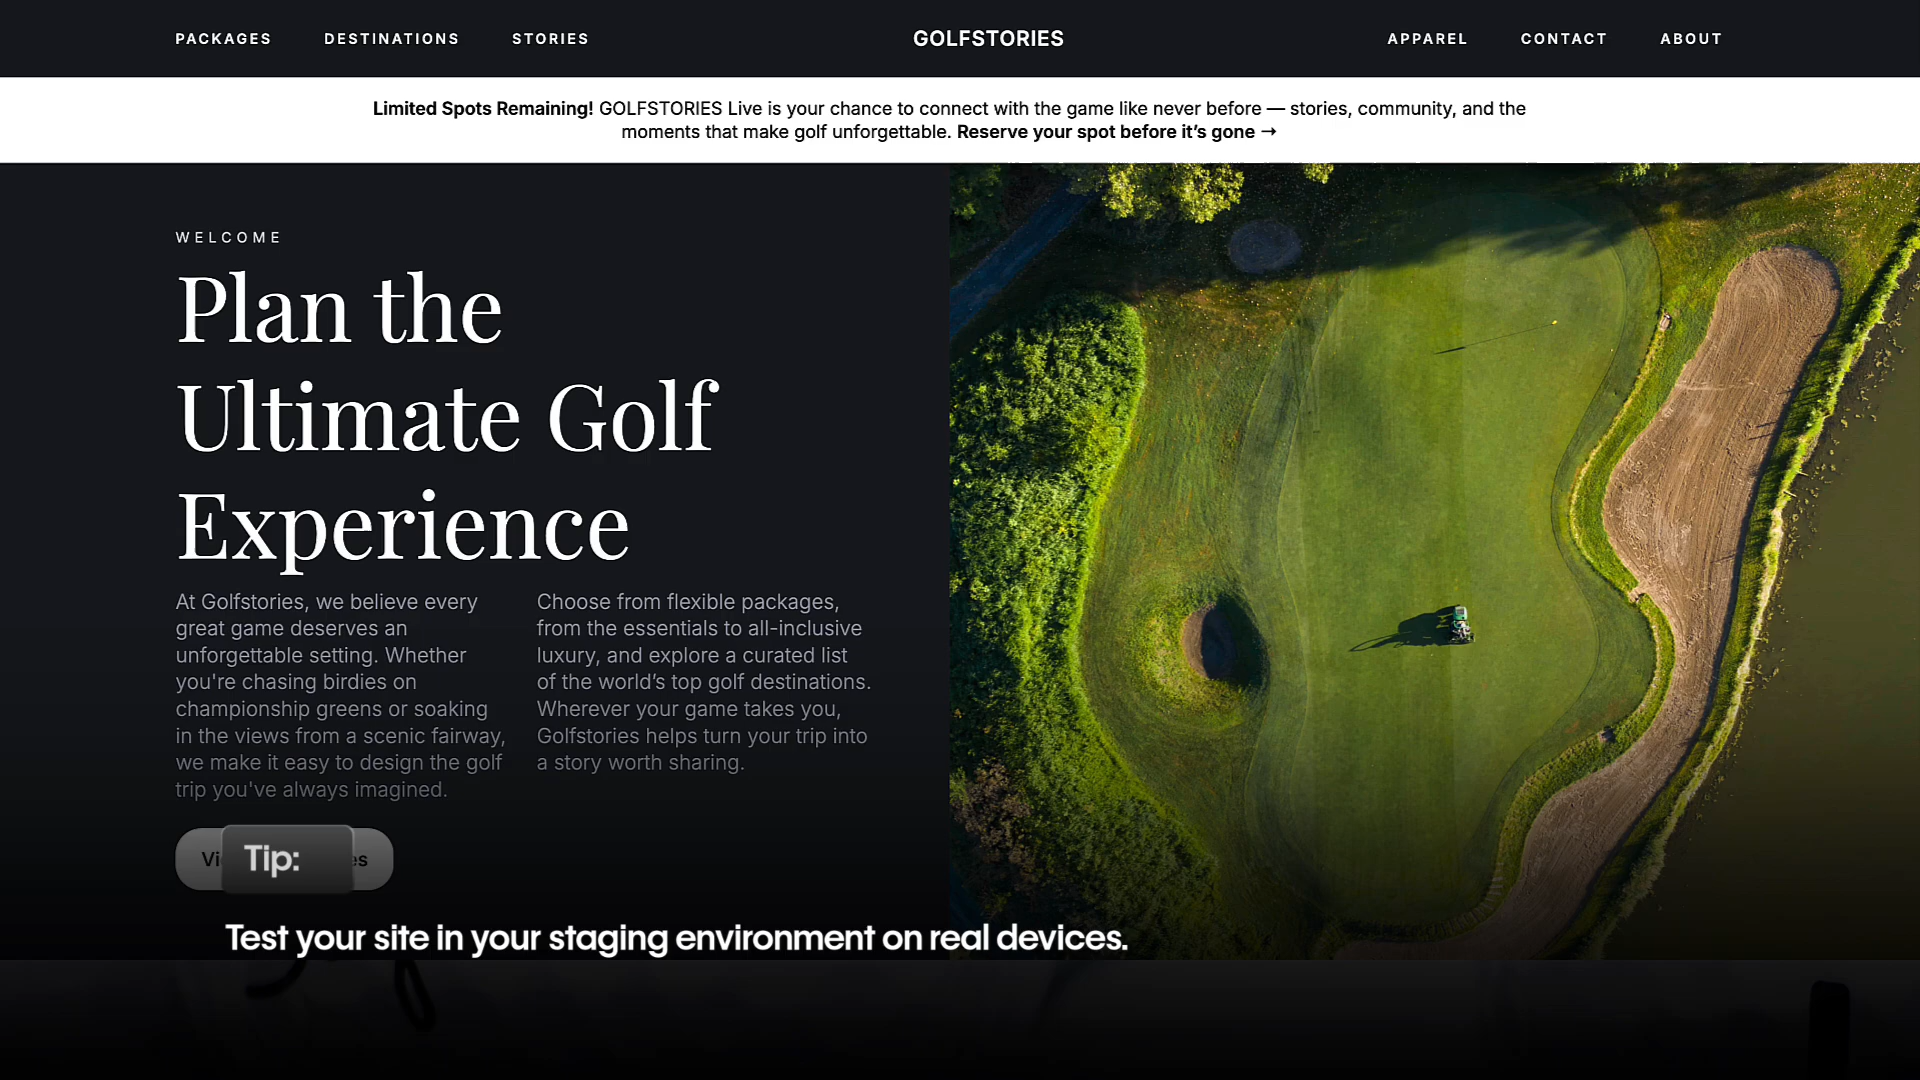 PACKAGES DESTINATIONS STORIES GOLFSTORIES APPAREL CONTACT ABOUT
Limited Spots Remaining! GOLFSTORIES Live is your chance to connect with the game like never before — stories, community, and the
moments that make golf unforgettable. Reserve your spot before it’s gone →
WELCOME
Plan the
Ultimate Golf
Experience
At Golfstories, we believe every
great game deserves an
unforgettable setting. Whether
you're chasing birdies on
championship greens or soaking
in the views from a scenic fairway,
we make it easy to design the golf
trip you've always imagined.
Choose from flexible packages,
from the essentials to all-inclusive
luxury, and explore a curated list
of the world’s top golf destinations.
Wherever your game takes you,
Golfstories helps turn your trip into
a story worth sharing.
Tip:
Test your site in your staging environment on real devices.